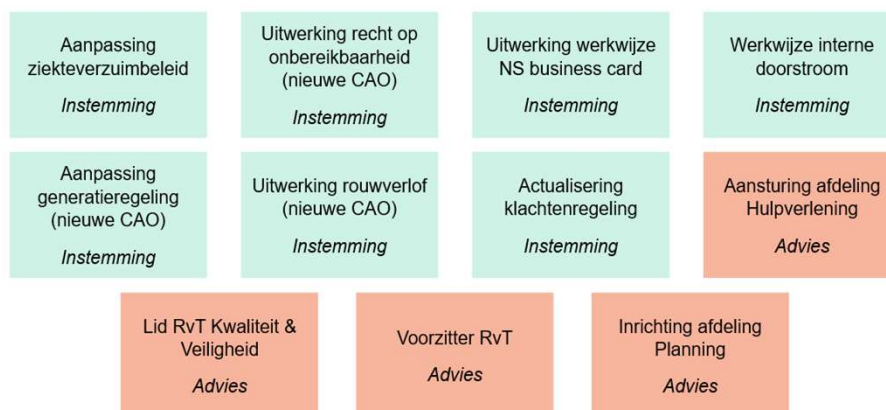 Aanpassing
ziekteverzuimbeleid
Instemming
Uitwerking recht op
onbereikbaarheid
(nieuwe CAO)
Instemming
Uitwerking werkwijze
NS business card
Instemming
Werkwijze interne
doorstroom
Instemming
Aanpassing
generatieregeling
(nieuwe CAO)
Instemming
Uitwerking rouwverlof
(nieuwe CAO)
Instemming
Actualisering
klachtenregeling
Instemming
Aansturing afdeling
Hulpverlening
Advies
Lid RvT Kwaliteit &
Veiligheid
Advies
Voorzitter RvT
Advies
Inrichting afdeling
Planning
Advies